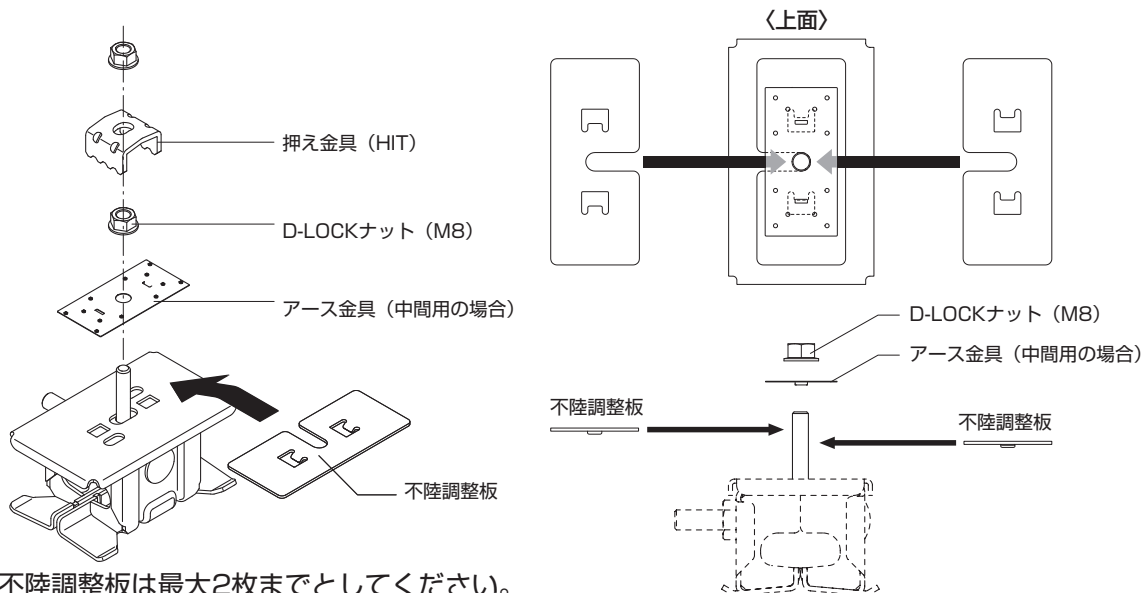 押え金具（HIT）
D-LOCKナット（M8）
アース金具（中間用の場合）
不陸調整板
不陸調整板は最大2枚までとしてください。
〈上面〉
D-LOCKナット（M8）
アース金具（中間用の場合）
不陸調整板
不陸調整板